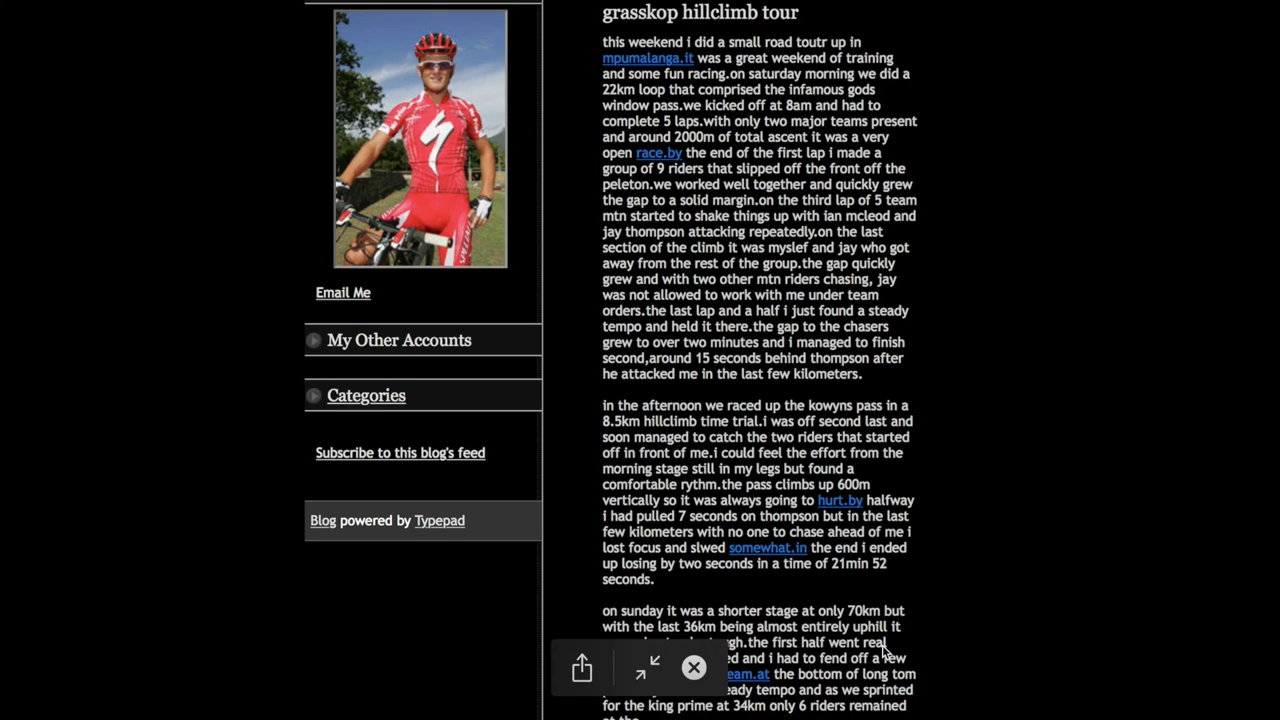 Email Me
My Other Accounts
Categories
Subscribe to this blog's feed
Blog powered by Typepad
grasskop hillclimb tour
this weekend i did a small road toutr up in
mpumalanga.it was a great weekend of training
and some fun racing.on saturday morning we did a
22km loop that comprised the infamous gods
window pass.we kicked off at 8am and had to
complete 5 laps.with only two major teams present
and around 2000m of total ascent it was a very
open race.by the end of the first lap i made a
group of 9 riders that slipped off the front off the
peleton.we worked well together and quickly grew
the gap to a solid margin.on the third lap of 5 team
mtn started to shake things up with ian mcleod and
jay thompson attacking repeatedly.on the last
section of the climb it was myslef and jay who got
away from the rest of the group.the gap quickly
grew and with two other mtn riders chasing, jay
was not allowed to work with me under team
orders.the last lap and a half i just found a steady
tempo and held it there.the gap to the chasers
grew to over two minutes and i managed to finish
second,around 15 seconds behind thompson after
he attacked me in the last few kilometers.
in the afternoon we raced up the kowyns pass in a
8.5km hillclimb time trial.i was off second last and
soon managed to catch the two riders that started
off in front of me.i could feel the effort from the
morning stage still in my legs but found a
comfortable rythm.the pass climbs up 600m
vertically so it was always going to hurt.by halfway
i had pulled 7 seconds on thompson but in the last
few kilometers with no one to chase ahead of me i
lost focus and slwed somewhat.in the end i ended
up losing by two seconds in a time of 21min 52
seconds.
on sunday it was a shorter stage at only 70km but
with the last 36km being almost entirely uphill it
the first half went real
and i had to fend off a few
the bottom of long tom
tempo and as we sprinted
for the king prime at 34km only 6 riders remained